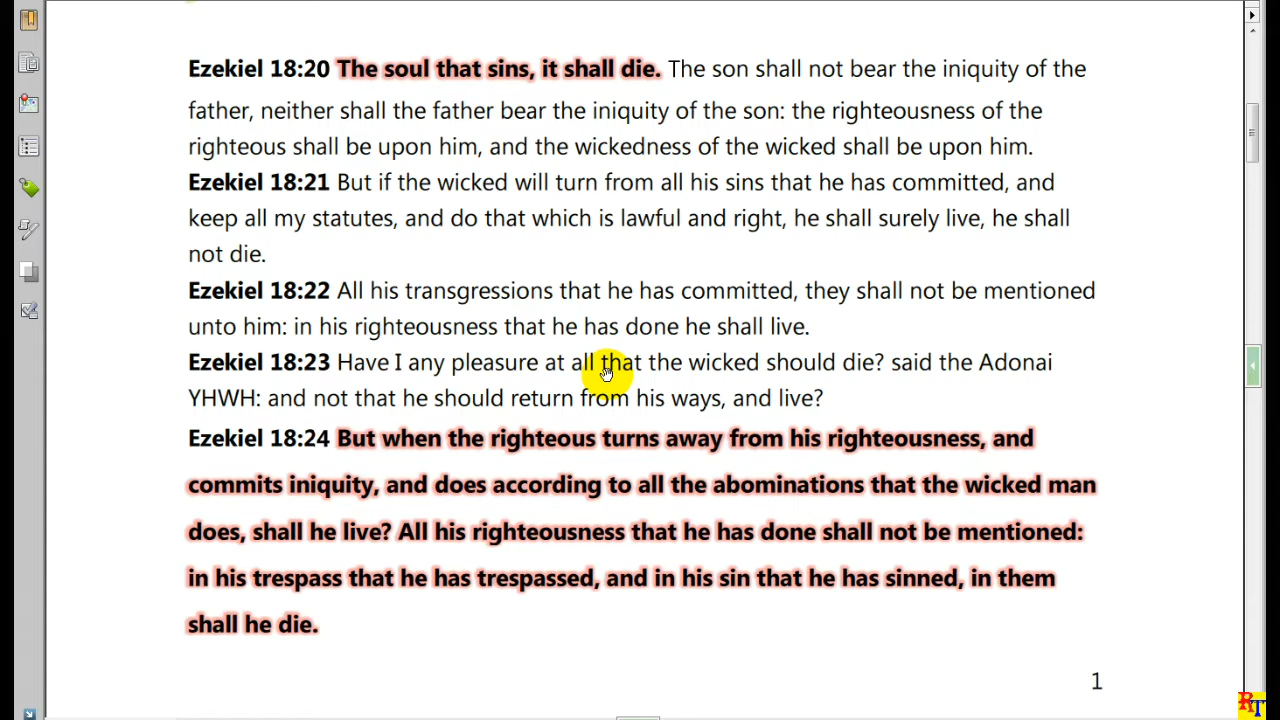 Ezekiel 18:20 The soul that sins, it shall die. The son shall not bear the iniquity of the
father, neither shall the father bear the iniquity of the son: the righteousness of the
righteous shall be upon him, and the wickedness of the wicked shall be upon him.
Ezekiel 18:21 But if the wicked will turn from all his sins that he has committed, and
keep all my statutes, and do that which is lawful and right, he shall surely live, he shall
not die.
Ezekiel 18:22 All his transgressions that he has committed, they shall not be mentioned
unto him: in his righteousness that he has done he shall live.
Ezekiel 18:23 Have I any pleasure at all that the wicked should die? said the Adonai
YHWH: and not that he should return from his ways, and live?
Ezekiel 18:24 But when the righteous turns away from his righteousness, and
commits iniquity, and does according to all the abominations that the wicked man
does, shall he live? All his righteousness that he has done shall not be mentioned:
in his trespass that he has trespassed, and in his sin that he has sinned, in them
shall he die.
1
RT